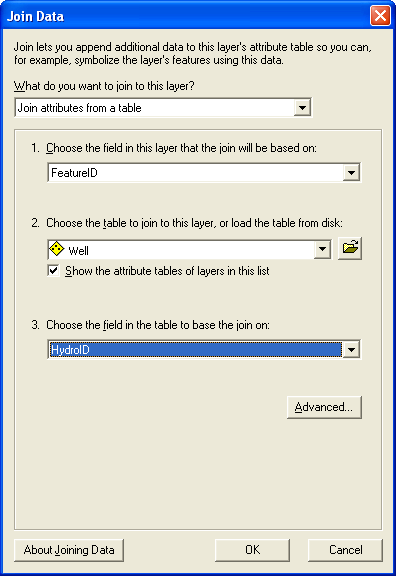 Join Data
Join lets you append additional data to this layer's attribute table so you can,
for example, symbolize the layer's features using this data.
What do you want to join to this layer?
Join attributes from a table
1. Choose the field in this layer that the join will be based on:
FeatureID
2. Choose the table to join to this layer, or load the table from disk:
Well
Show the attribute tables of layers in this list
3. Choose the field in the table to base the join on:
HydroID
Advanced...
About Joining Data
OK
Cancel